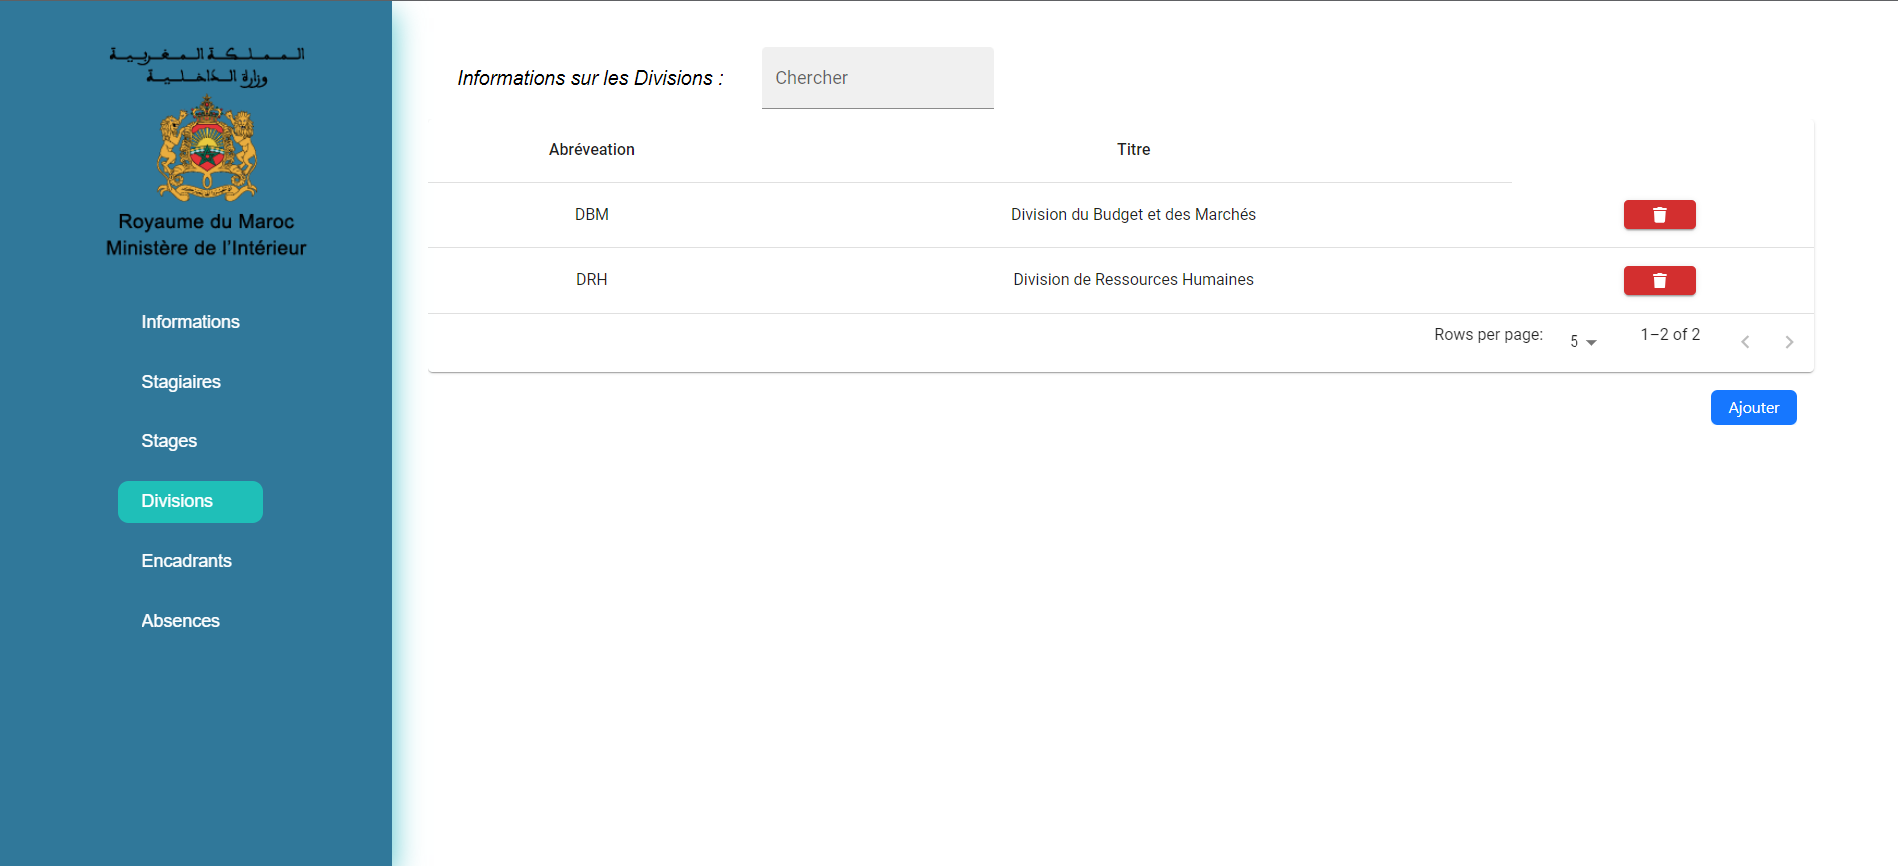 المملكة المغربية
وزارة الداخلية
Royaume du Maroc
Ministère de l'Intérieur
Informations
Stagiaires
Stages
Divisions
Encadrants
Absences
Informations sur les Divisions :
Chercher
Abréveation Titre
DBM Division du Budget et des Marchés
DRH Division de Ressources Humaines
Rows per page: 5 1–2 of 2
Ajouter